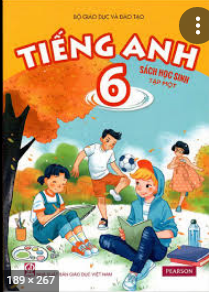 BỘ GIÁO DỤC VÀ ĐÀO TẠO
TIẾNG ANH
6
SÁCH HỌC SINH
TẬP MỘT
BẢN GIÁO DỤC VIỆT NAM
PEARSON
189 × 267